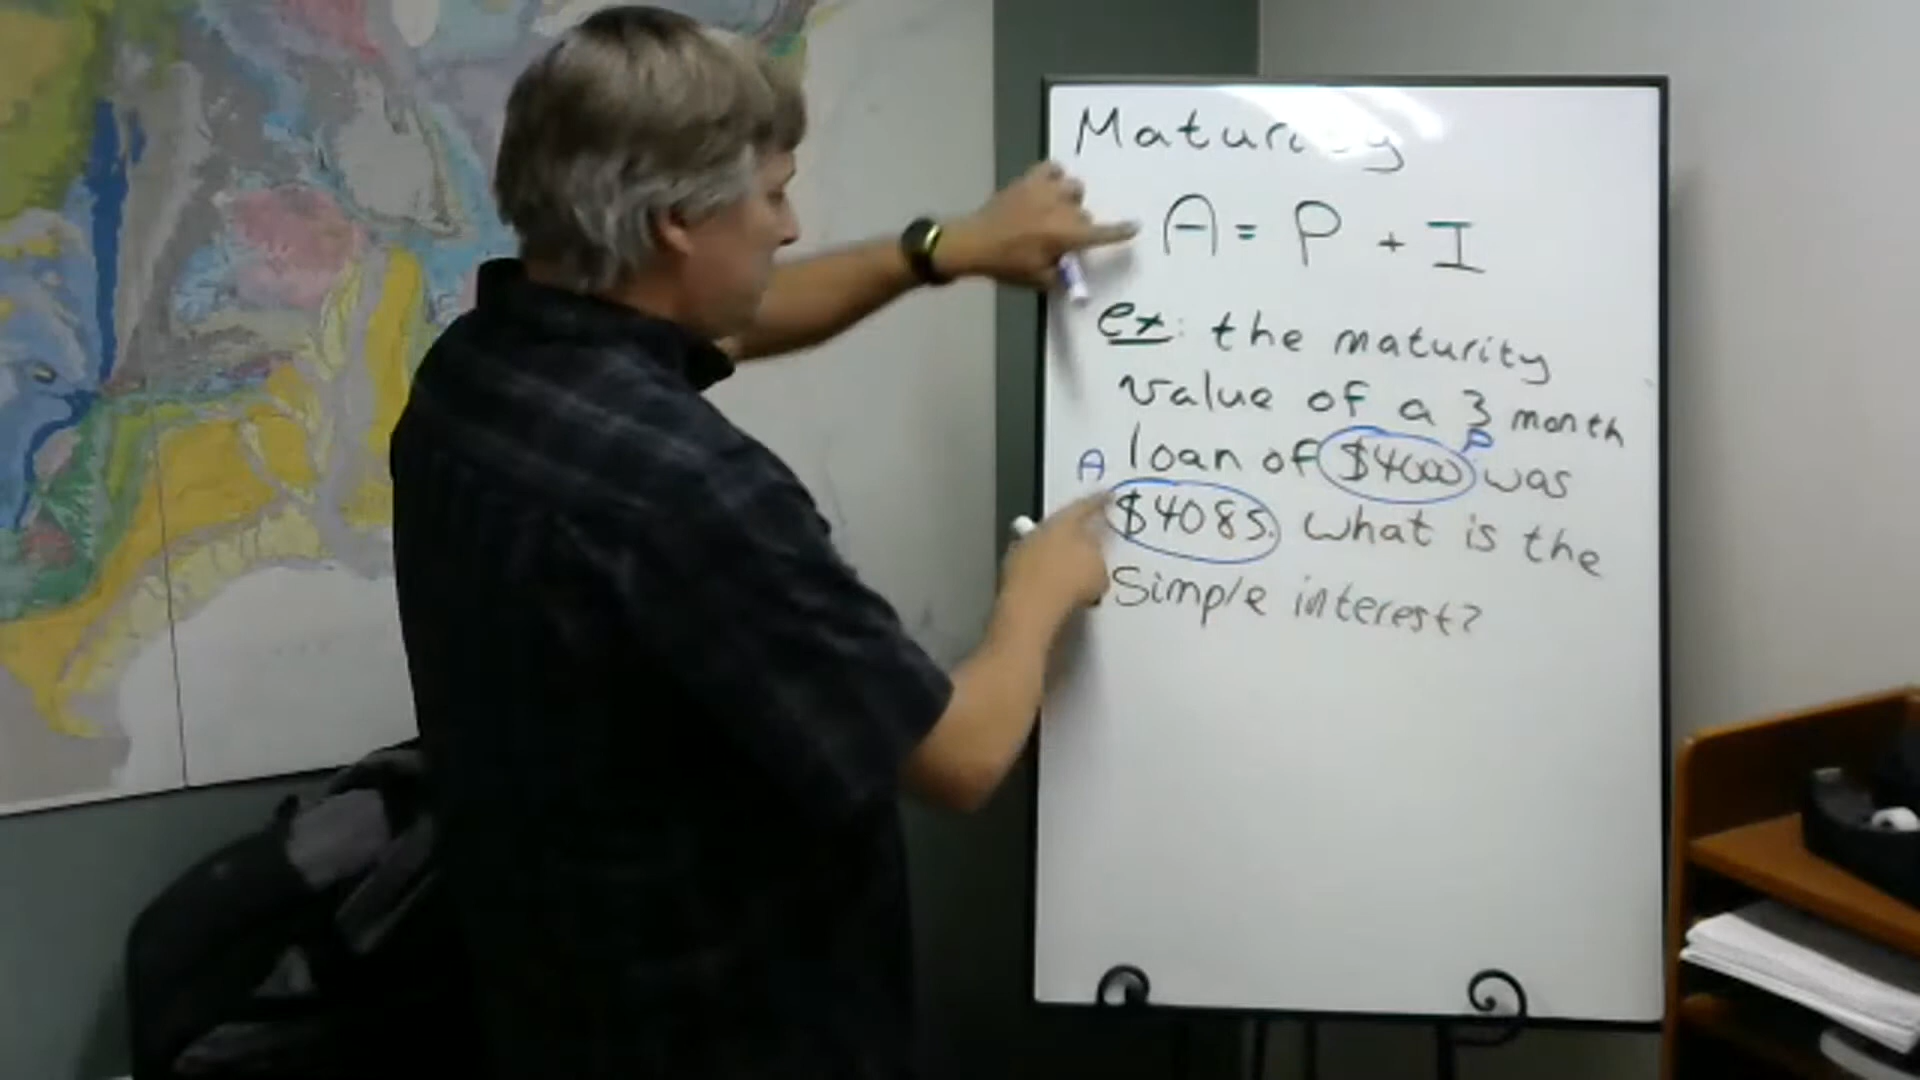 Maturity
A = P + I
ex: the maturity
value of a 3 month
P
A loan of $4000 was
$4085. What is the
Simple interest?